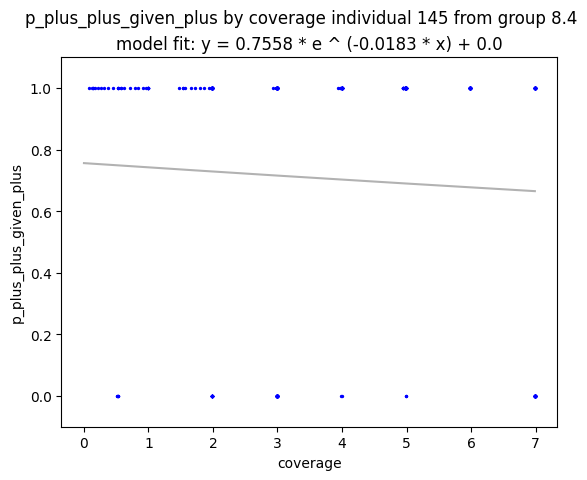 p_plus_plus_given_plus by coverage individual 145 from group 8.4
model fit: y = 0.7558 * e ^ (-0.0183 * x) + 0.0
p_plus_plus_given_plus
1.0
0.8
0.6
0.4
0.2
0.0
0 1 2 3 4 5 6 7
coverage